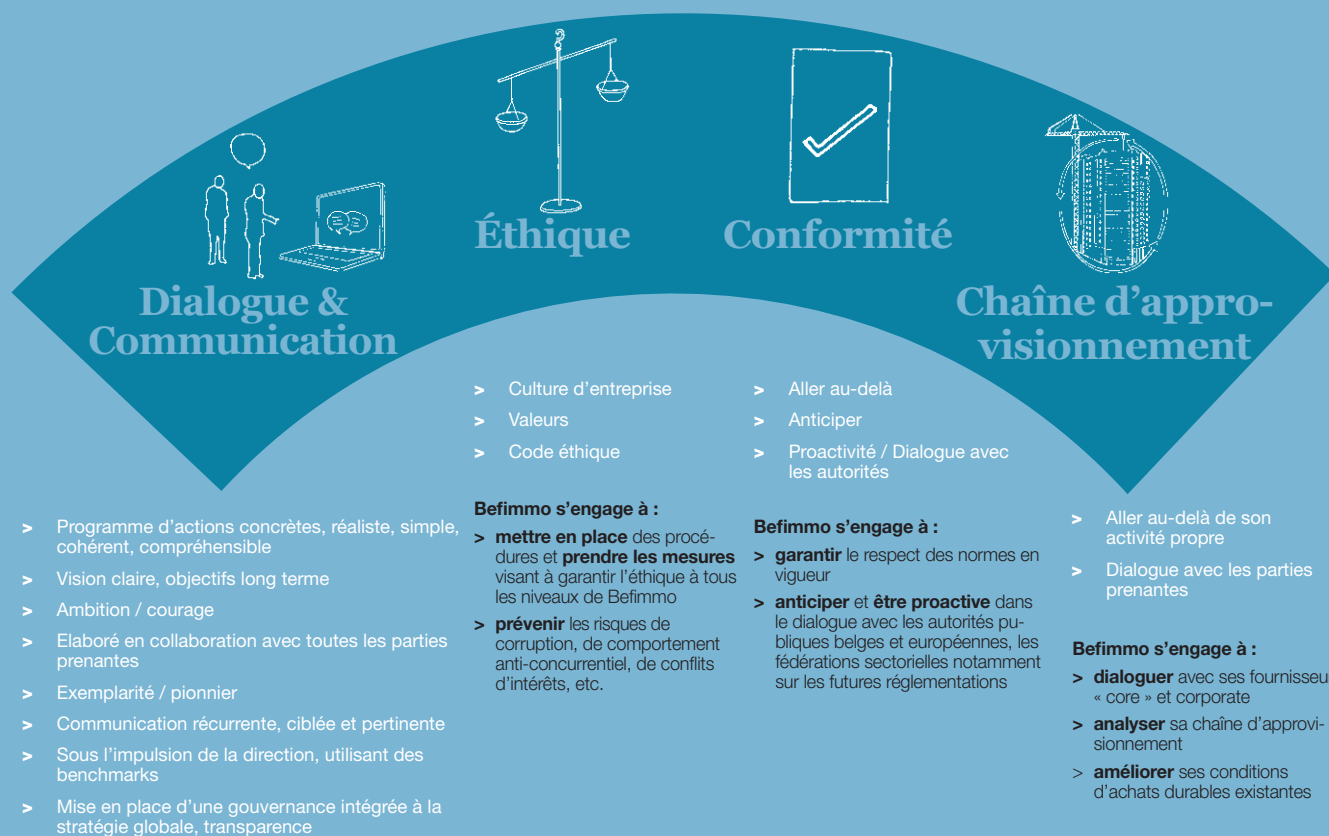 Dialogue &
Communication
> Programme d'actions concrètes, réaliste, simple,
cohérent, compréhensible
> Vision claire, objectifs long terme
> Ambition / courage
> Elaboré en collaboration avec toutes les parties
prenantes
> Exemplarité / pionnier
> Communication récurrente, ciblée et pertinente
> Sous l'impulsion de la direction, utilisant des
benchmarks
> Mise en place d'une gouvernance intégrée à la
stratégie globale, transparence
Éthique
> Culture d'entreprise
> Valeurs
> Code éthique
Befimmo s'engage à :
> mettre en place des procé-
dures et prendre les mesures
visant à garantir l'éthique à tous
les niveaux de Befimmo
> prévenir les risques de
corruption, de comportement
anti-concurrentiel, de conflits
d'intérêts, etc.
Conformité
> Aller au-delà
> Anticiper
> Proactivité / Dialogue avec
les autorités
Befimmo s'engage à :
> garantir le respect des normes en
vigueur
> anticiper et être proactive dans
le dialogue avec les autorités pu-
bliques belges et européennes, les
fédérations sectorielles notamment
sur les futures réglementations
Chaîne d'appro-
visionnement
> Aller au-delà de son
activité propre
> Dialogue avec les parties
prenantes
Befimmo s'engage à :
> dialoguer avec ses fournisseu
« core » et corporate
> analyser sa chaîne d'approvi-
sionnement
> améliorer ses conditions
d'achats durables existantes